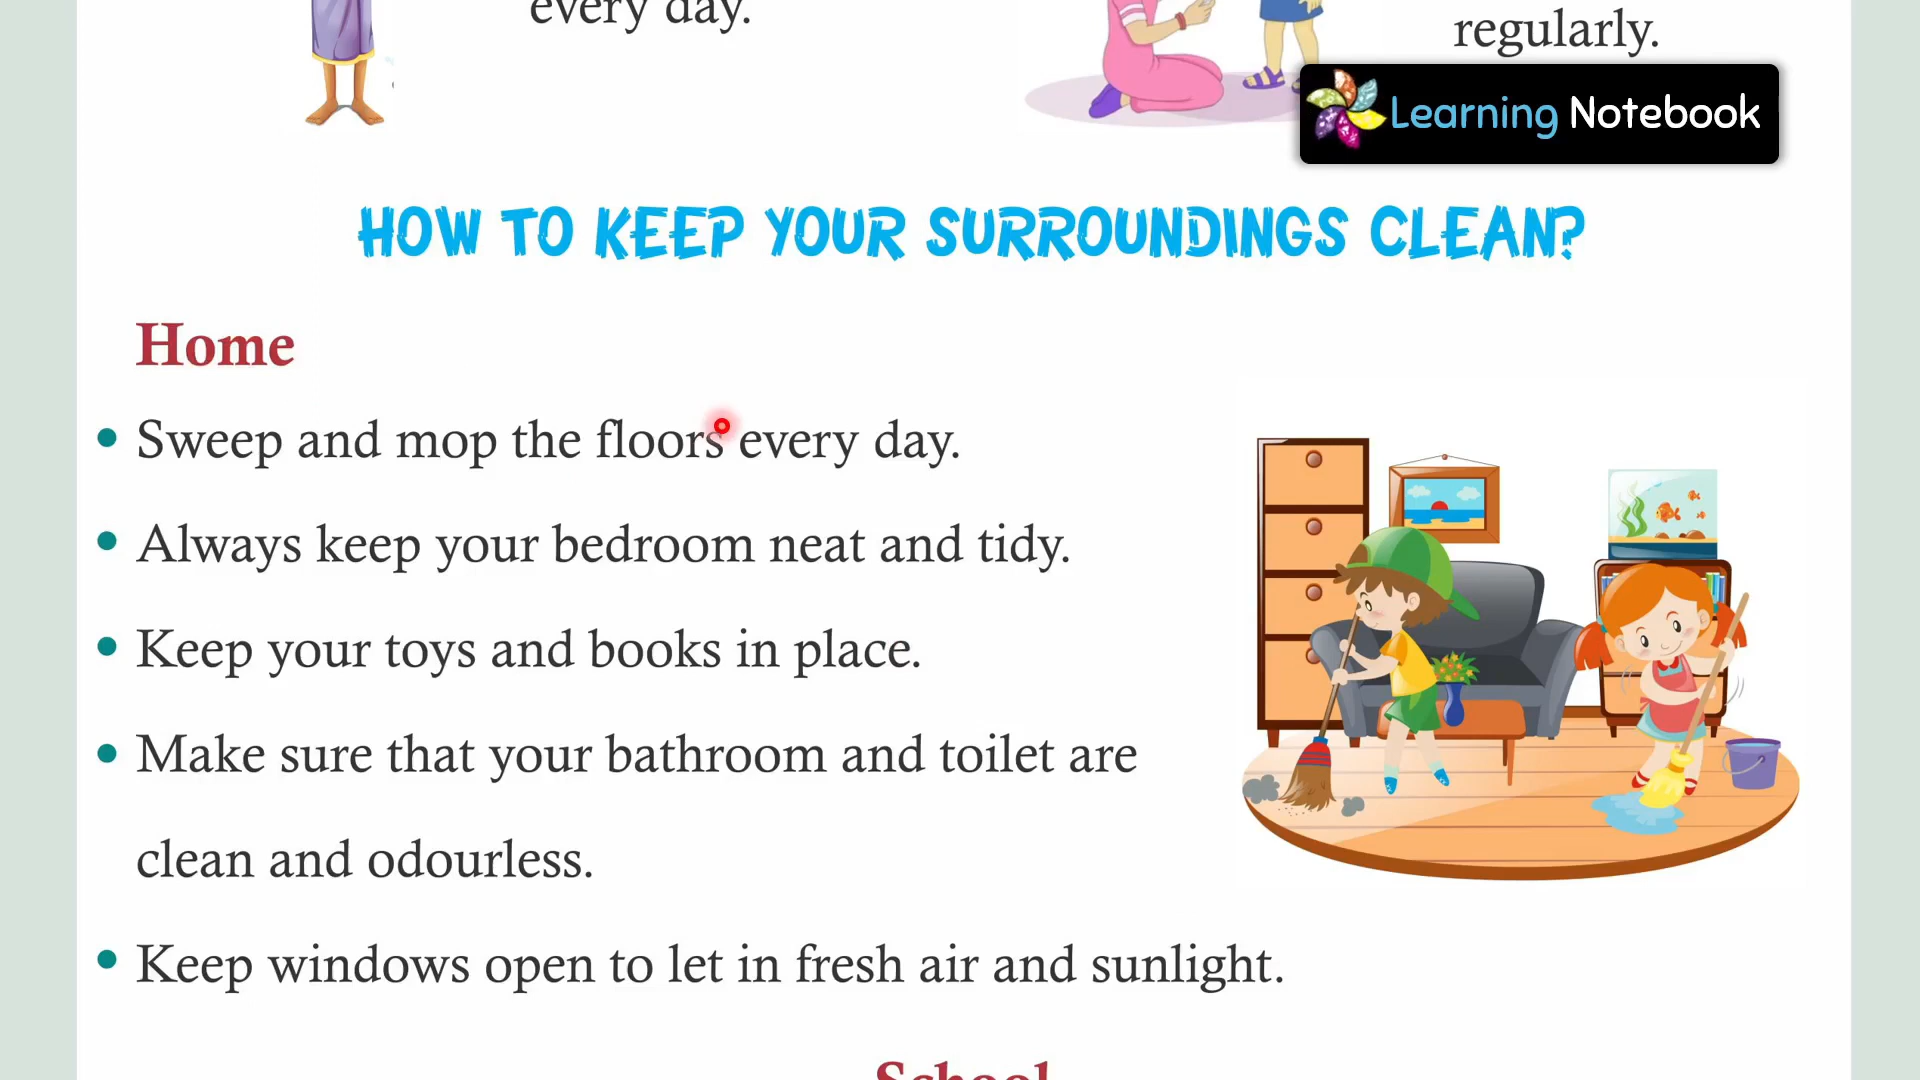 every day.
regularly.
Learning Notebook
HOW TO KEEP YOUR SURROUNDINGS CLEAN?
Home
• Sweep and mop the floors every day.
• Always keep your bedroom neat and tidy.
• Keep your toys and books in place.
• Make sure that your bathroom and toilet are
clean and odourless.
• Keep windows open to let in fresh air and sunlight.
School